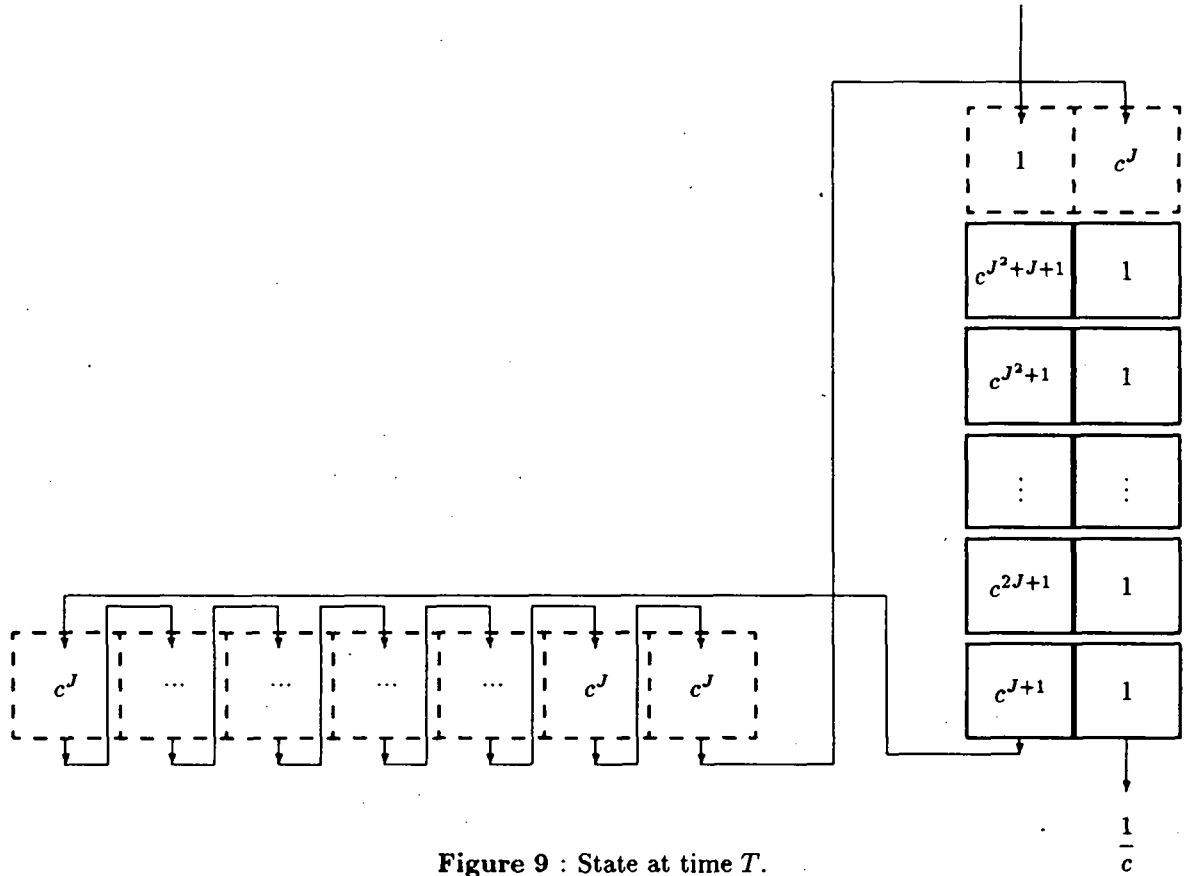 1 c^J
c^{J^2+J+1} 1
c^{J^2+1} 1
⋮ ⋮
c^{2J+1} 1
c^J ... ... ... ... c^J c^J
c^{J+1} 1
1/c
Figure 9 : State at time T.